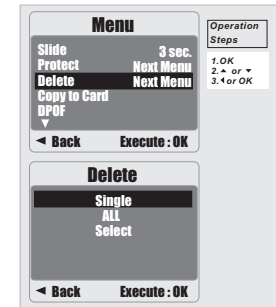 Menu
Slide 3 sec.
Protect Next Menu
Delete Next Menu
Copy to Card
DPOF
▼
◄ Back Execute : OK
Operation
Steps
1.OK
2.▲ or ▼
3.◄ or OK
Delete
Single
ALL
Select
◄ Back Execute : OK